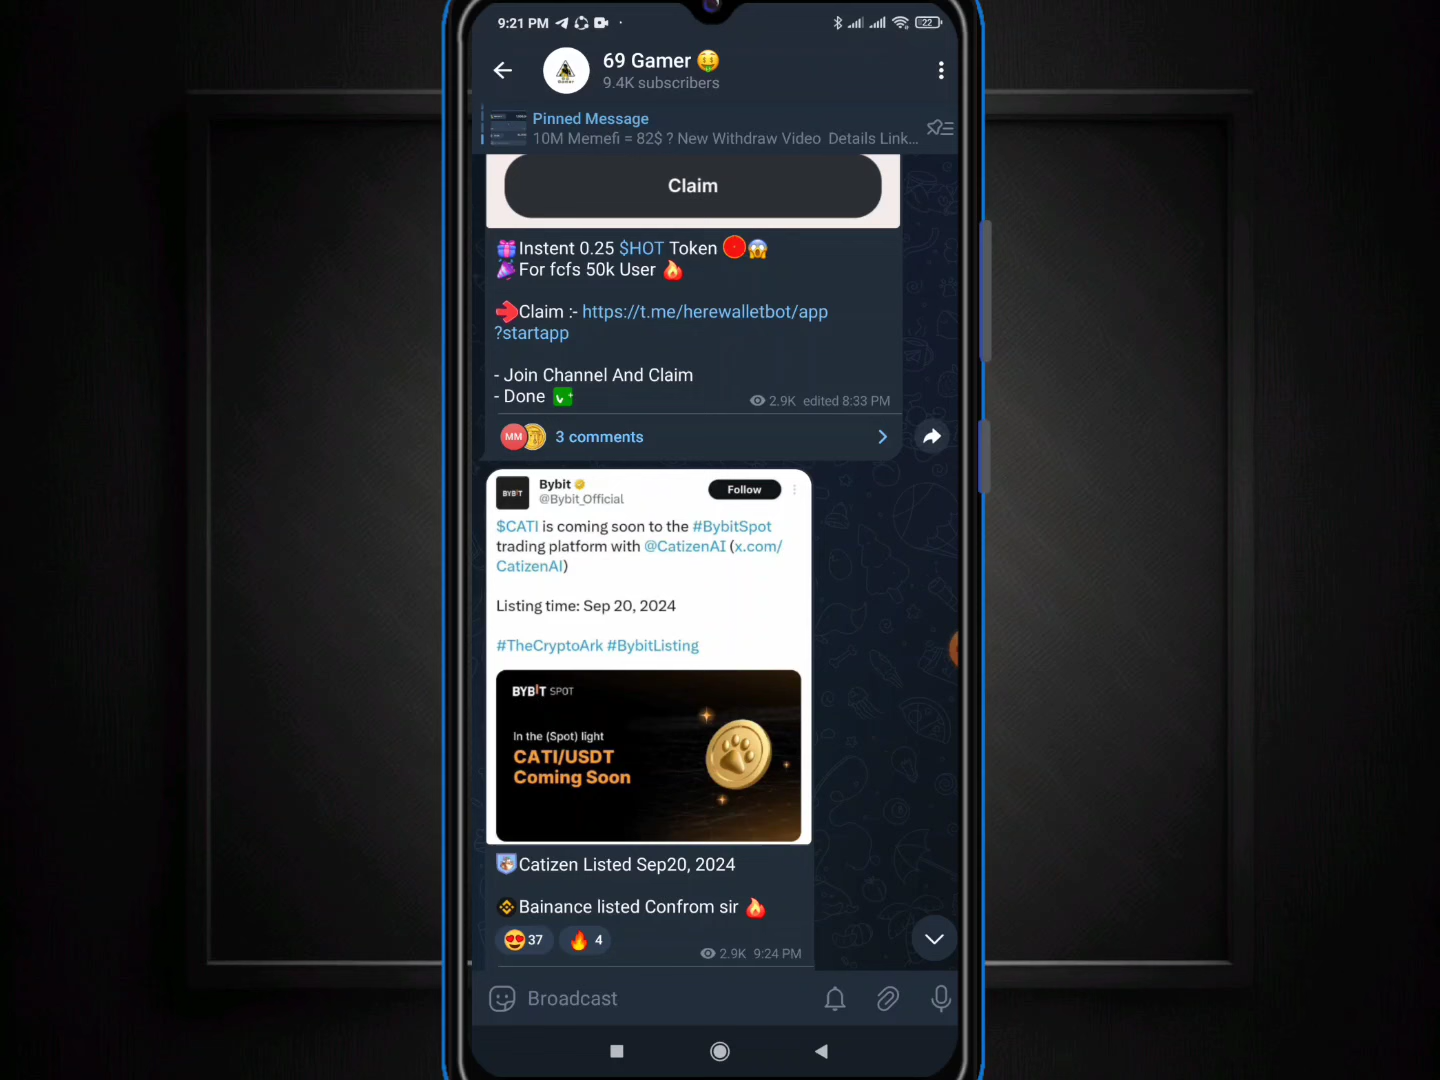 9:21 PM
22
69 Gamer 🤑
9.4K subscribers
Pinned Message
10M Memefi = 82$ ? New Withdraw Video Details Link...
Claim
🎁Instent 0.25 $HOT Token 🔴😱
🎉For fcfs 50k User 🔥
➡Claim :- https://t.me/herewalletbot/app
?startapp
- Join Channel And Claim
- Done ✅
2.9K edited 8:33 PM
MM
3 comments
BYBIT
Bybit
@Bybit_Official
Follow
$CATI is coming soon to the #BybitSpot
trading platform with @CatizenAI (x.com/
CatizenAI)
Listing time: Sep 20, 2024
#TheCryptoArk #BybitListing
BYBIT SPOT
In the (Spot) light
CATI/USDT
Coming Soon
Catizen Listed Sep20, 2024
Bainance listed Confrom sir 🔥
😍 37 🔥 4
2.9K 9:24 PM
Broadcast